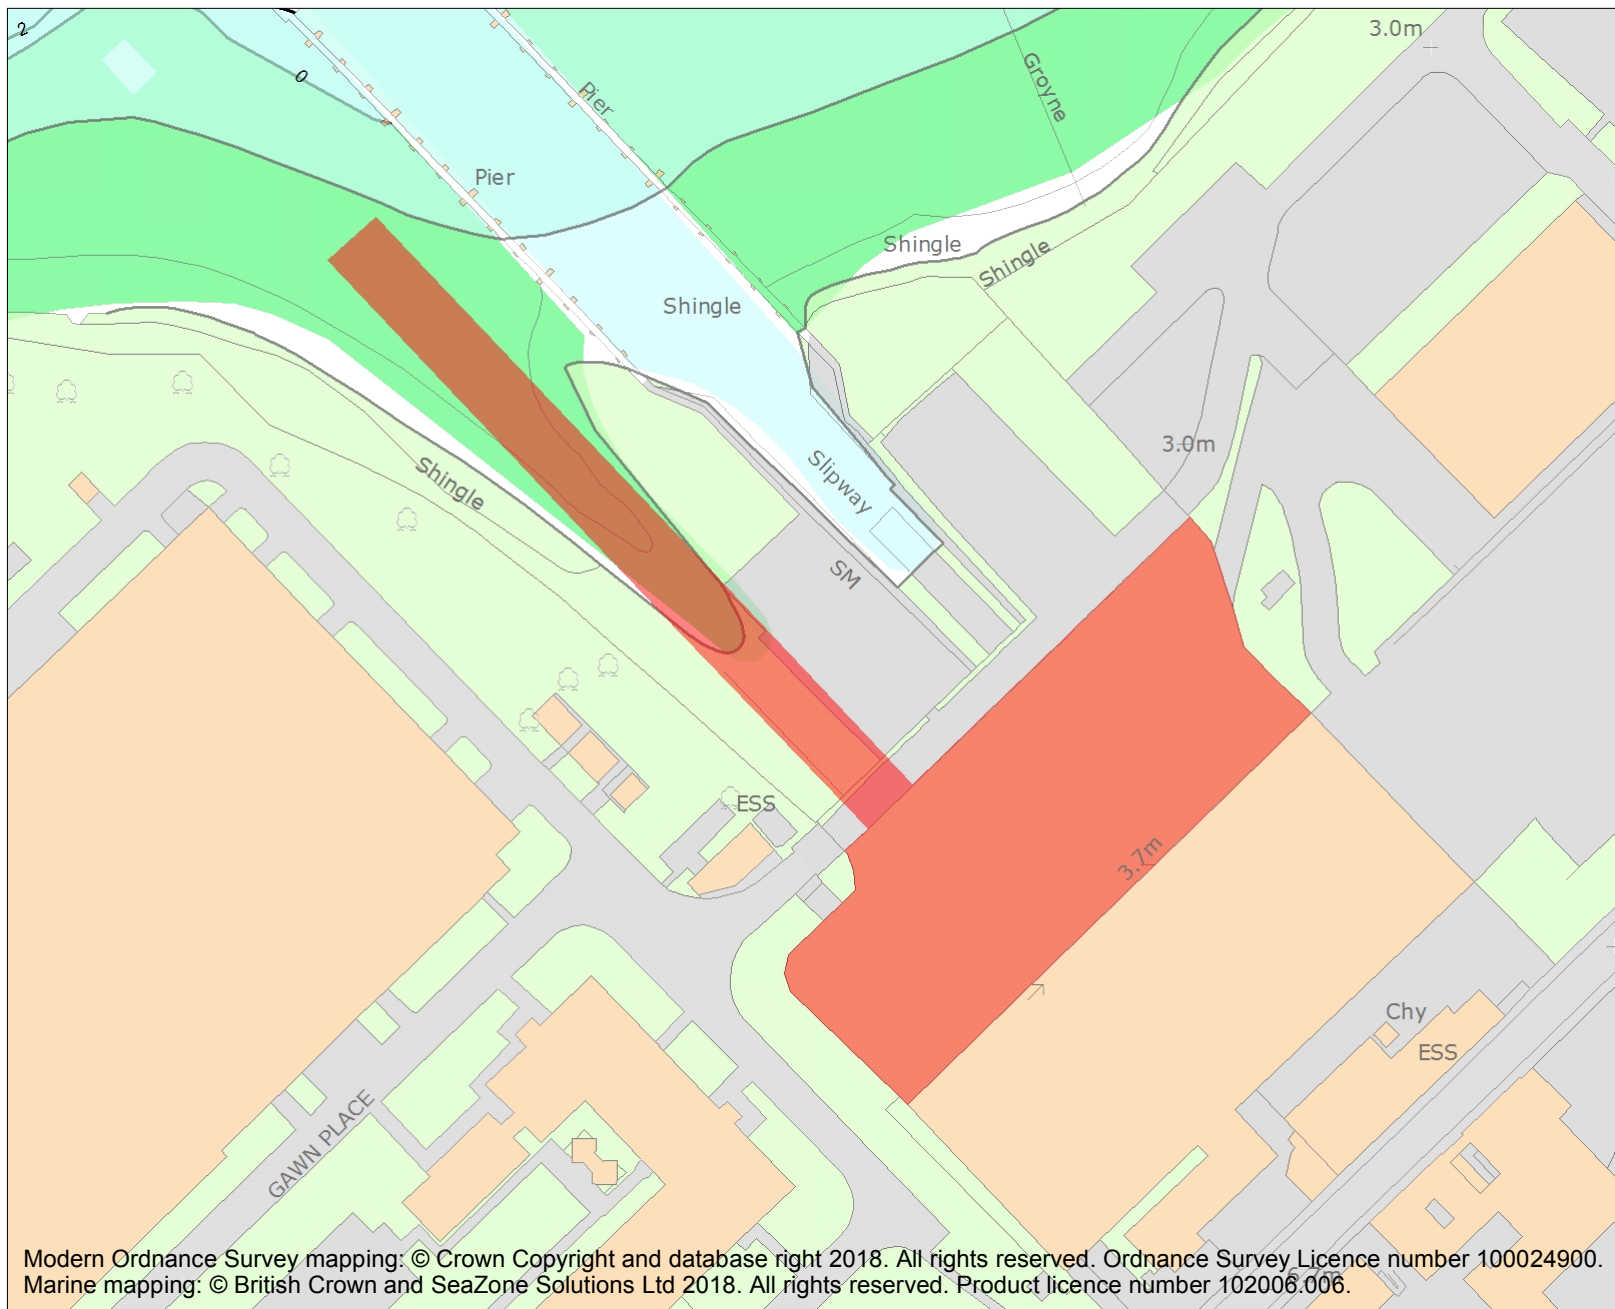 2
3.0m
0
Groyne
Pier
Pier
Shingle
Shingle
Shingle
3.0m
Shingle
Slipway
SM
ESS
3.7m
Chy
ESS
GAWN PLACE
Modern Ordnance Survey mapping: © Crown Copyright and database right 2018. All rights reserved. Ordnance Survey Licence number 100024900.
Marine mapping: © British Crown and SeaZone Solutions Ltd 2018. All rights reserved. Product licence number 102006.006.